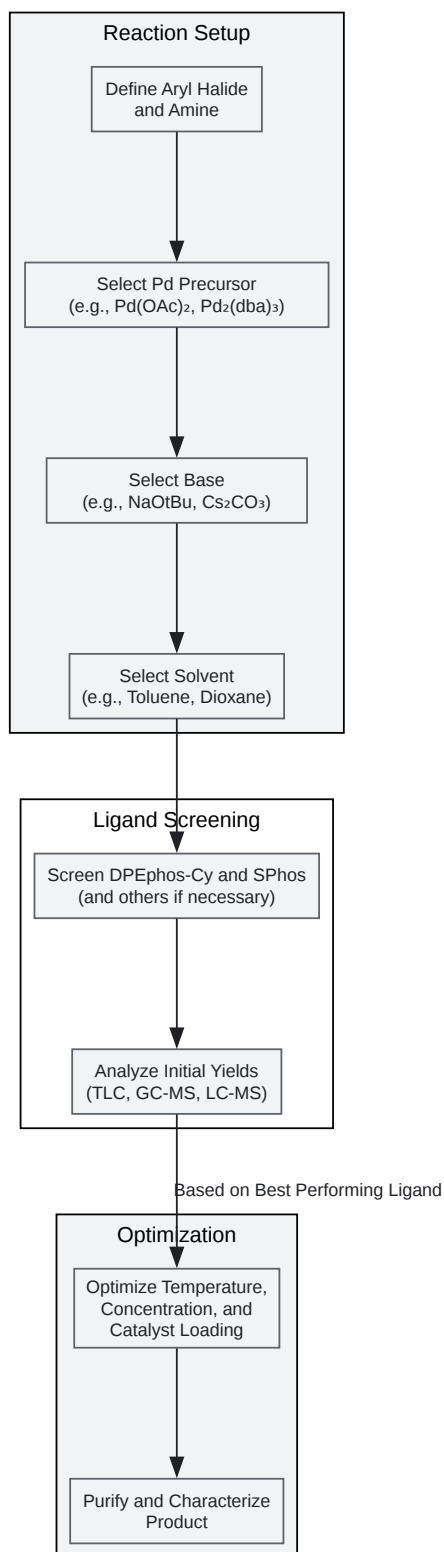 Reaction Setup
Define Aryl Halide
and Amine
Select Pd Precursor
(e.g., Pd(OAc)₂, Pd₂(dba)₃)
Select Base
(e.g., NaOtBu, Cs₂CO₃)
Select Solvent
(e.g., Toluene, Dioxane)
Ligand Screening
Screen DPEphos-Cy and SPhos
(and others if necessary)
Analyze Initial Yields
(TLC, GC-MS, LC-MS)
Based on Best Performing Ligand
Optimization
Optimize Temperature,
Concentration, and
Catalyst Loading
Purify and Characterize
Product